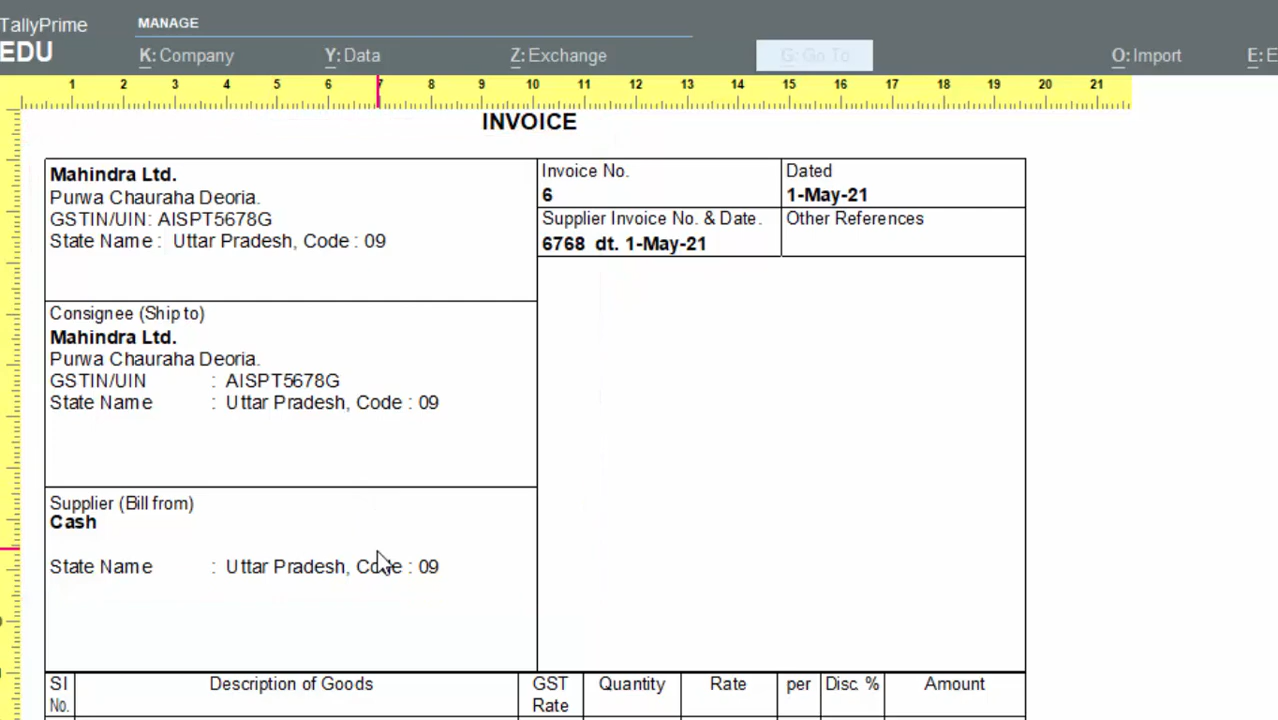 TallyPrime
EDU
MANAGE
K: Company Y: Data Z: Exchange G: Go To O: Import E: E
1 2 3 4 5 6 7 8 9 10 11 12 13 14 15 16 17 18 19 20 21
INVOICE
Mahindra Ltd.
Purwa Chauraha Deoria.
GSTIN/UIN: AISPT5678G
State Name : Uttar Pradesh, Code : 09
Invoice No.
6
Dated
1-May-21
Supplier Invoice No. & Date.
6768 dt. 1-May-21
Other References
Consignee (Ship to)
Mahindra Ltd.
Purwa Chauraha Deoria.
GSTIN/UIN : AISPT5678G
State Name : Uttar Pradesh, Code : 09
Supplier (Bill from)
Cash
State Name : Uttar Pradesh, Code : 09
SI No. Description of Goods GST Rate Quantity Rate per Disc. % Amount